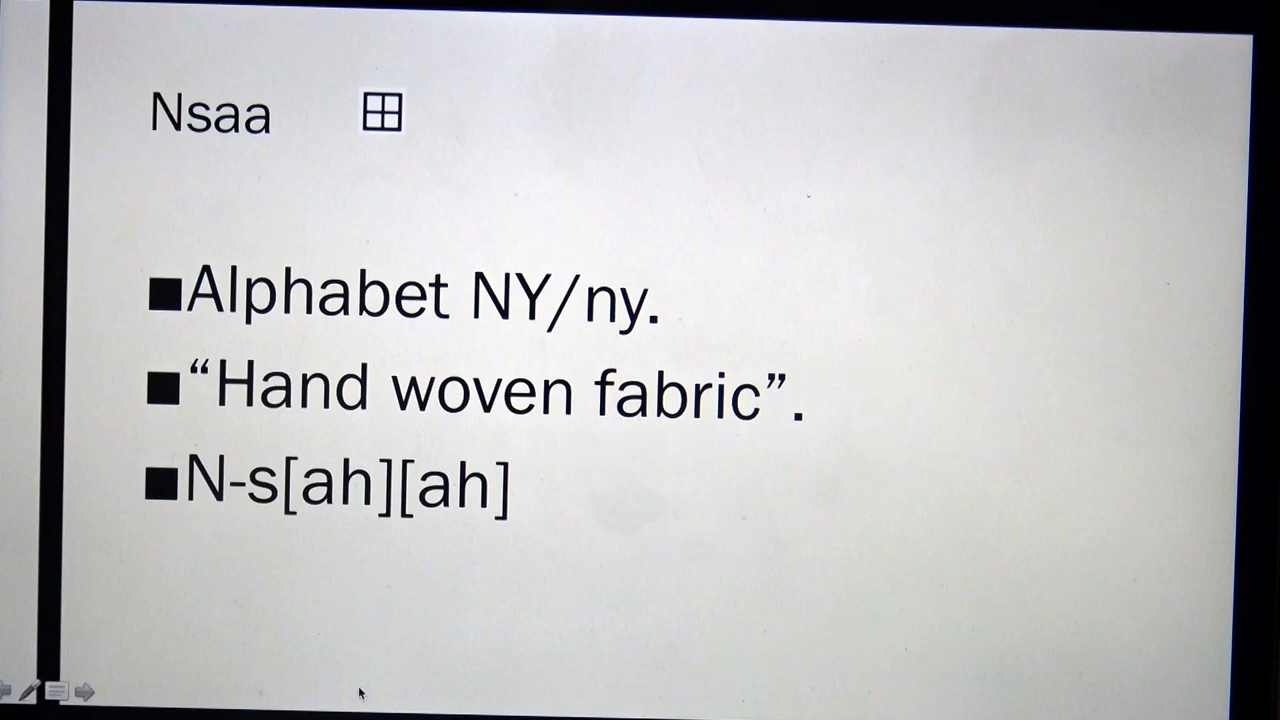 Nsaa ⊞
■Alphabet NY/ny.
■“Hand woven fabric”.
■N-s[ah][ah]